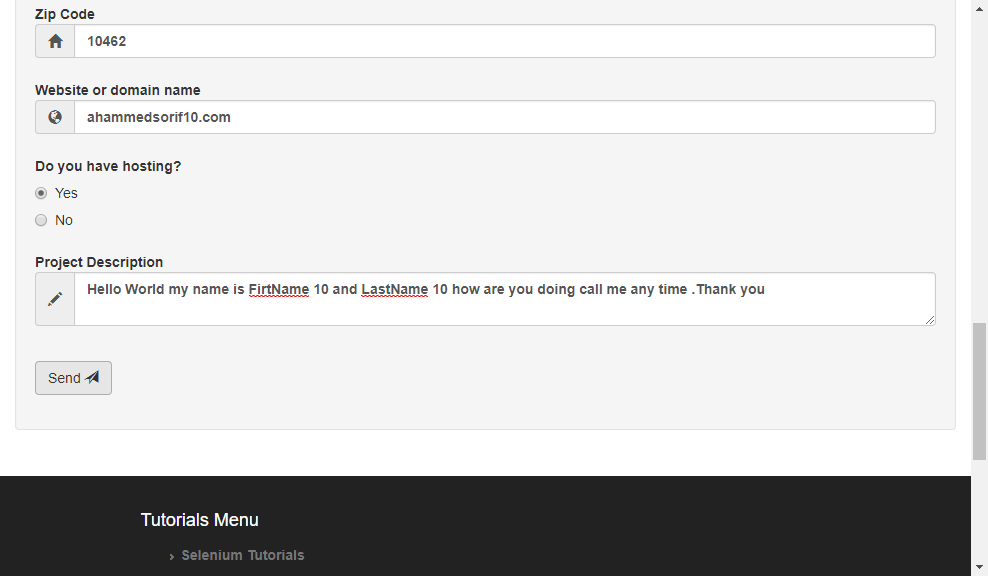 Zip Code
10462
Website or domain name
ahammedsorif10.com
Do you have hosting?
Yes
No
Project Description
Hello World my name is FirtName 10 and LastName 10 how are you doing call me any time .Thank you
Send
Tutorials Menu
Selenium Tutorials